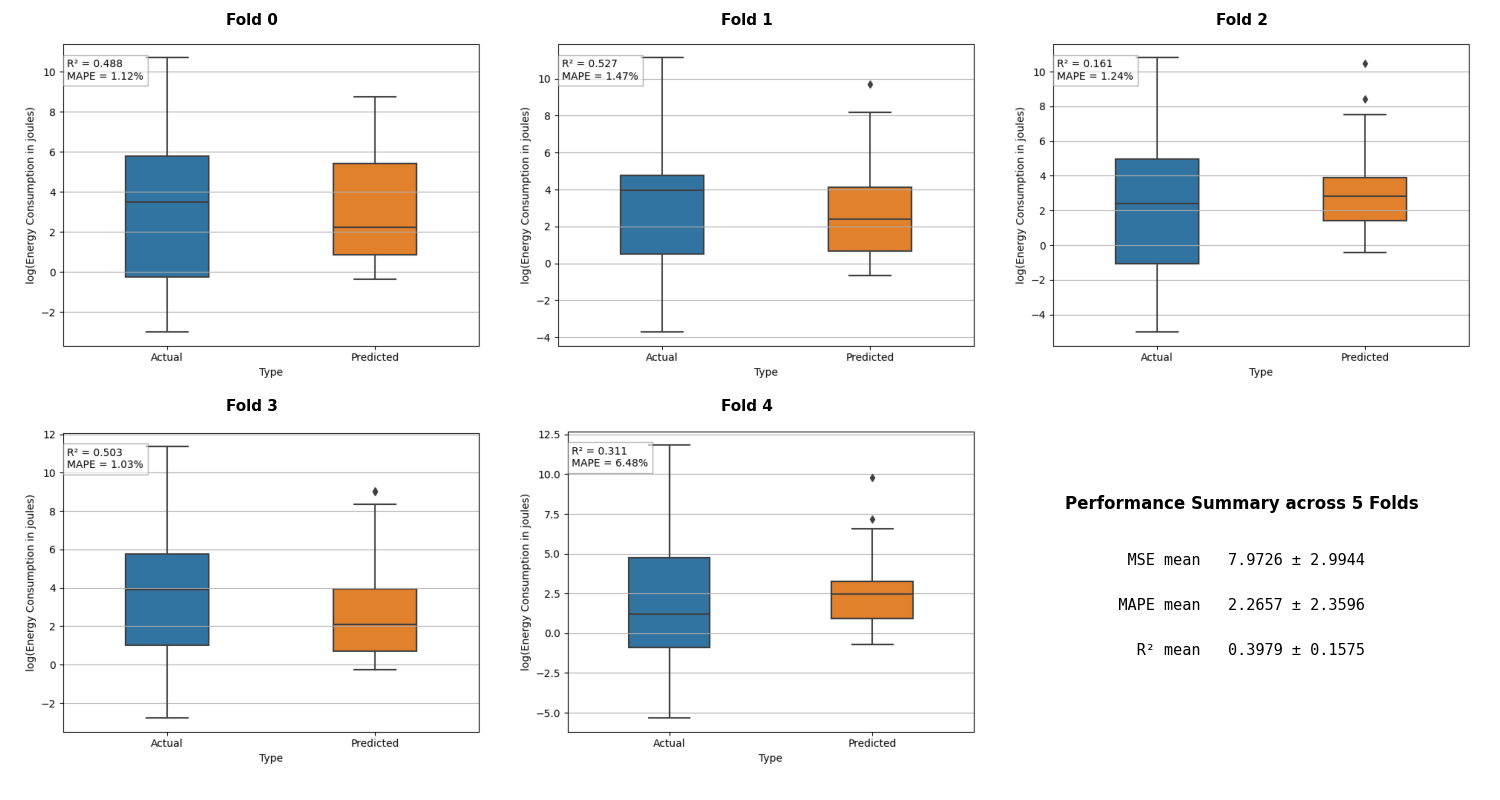 Fold 0
R² = 0.488
MAPE = 1.12%
10
8
6
4
2
0
−2
log(Energy Consumption in joules)
Actual
Predicted
Type
Fold 1
R² = 0.527
MAPE = 1.47%
10
8
6
4
2
0
−2
−4
log(Energy Consumption in joules)
Actual
Predicted
Type
Fold 2
R² = 0.161
MAPE = 1.24%
10
8
6
4
2
0
−2
−4
log(Energy Consumption in joules)
Actual
Predicted
Type
Fold 3
R² = 0.503
MAPE = 1.03%
12
10
8
6
4
2
0
−2
log(Energy Consumption in joules)
Actual
Predicted
Type
Fold 4
R² = 0.311
MAPE = 6.48%
12.5
10.0
7.5
5.0
2.5
0.0
−2.5
−5.0
log(Energy Consumption in joules)
Actual
Predicted
Type
Performance Summary across 5 Folds
MSE mean 7.9726 ± 2.9944
MAPE mean 2.2657 ± 2.3596
R² mean 0.3979 ± 0.1575